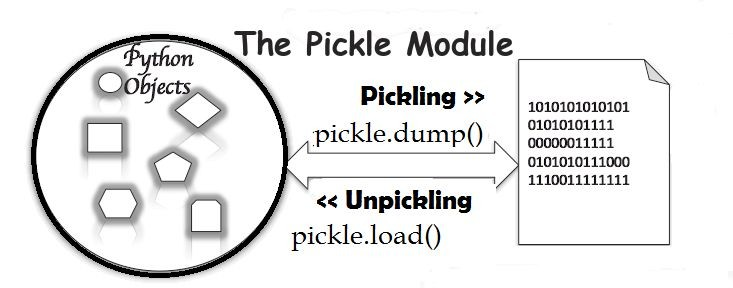 The Pickle Module
Python
Objects
Pickling >>
pickle.dump()
<< Unpickling
pickle.load()
1010101010101
01010101111
00000011111
0101010111000
1110011111111